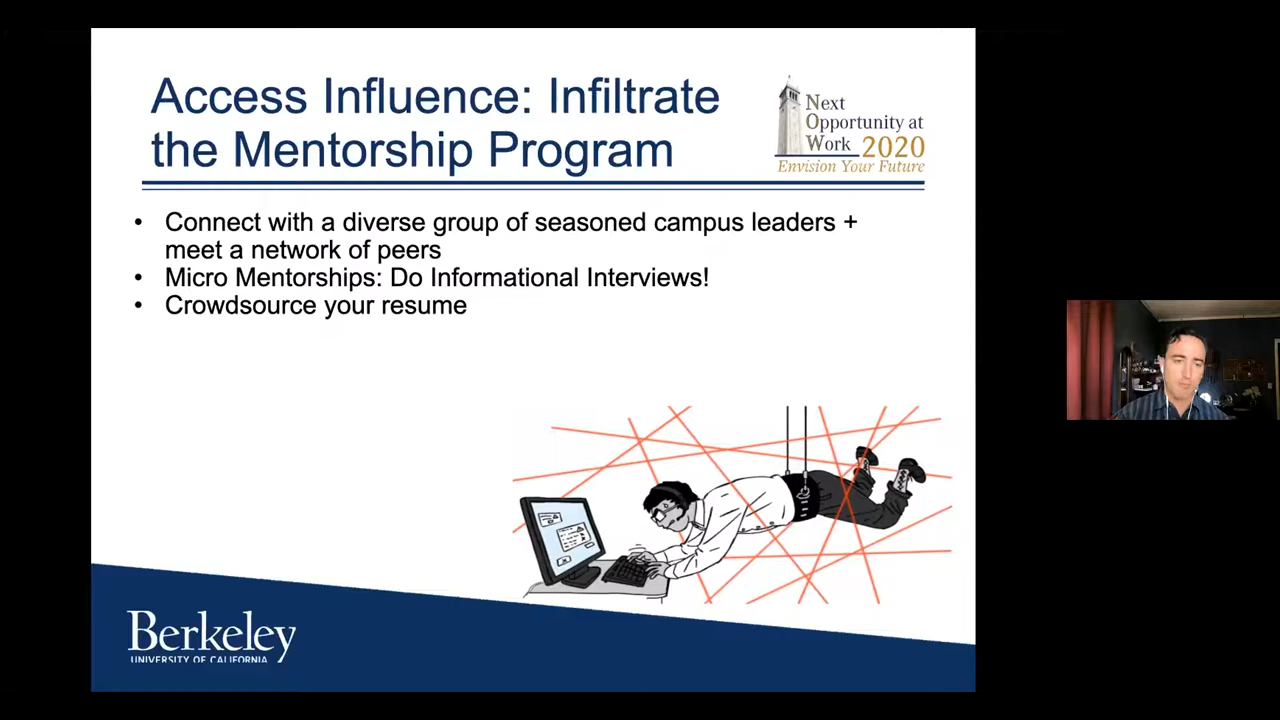 Access Influence: Infiltrate
the Mentorship Program
Next
Opportunity at
Work 2020
Envision Your Future
• Connect with a diverse group of seasoned campus leaders +
meet a network of peers
• Micro Mentorships: Do Informational Interviews!
• Crowdsource your resume
Berkeley
UNIVERSITY OF CALIFORNIA